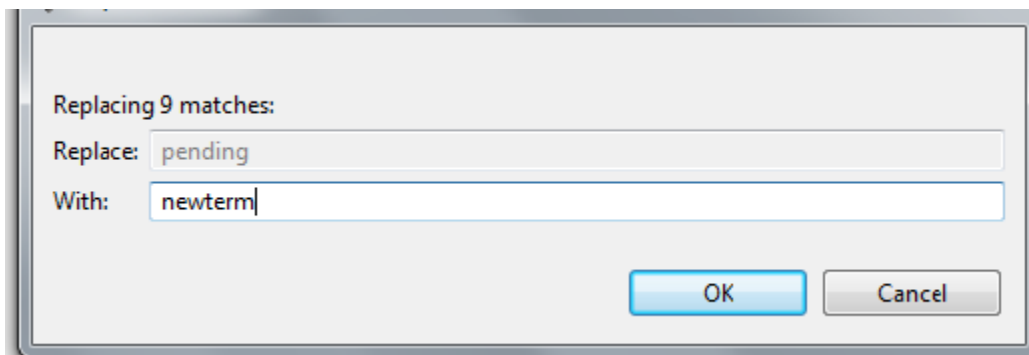 Replacing 9 matches:
Replace: pending
With: newterm
OK Cancel